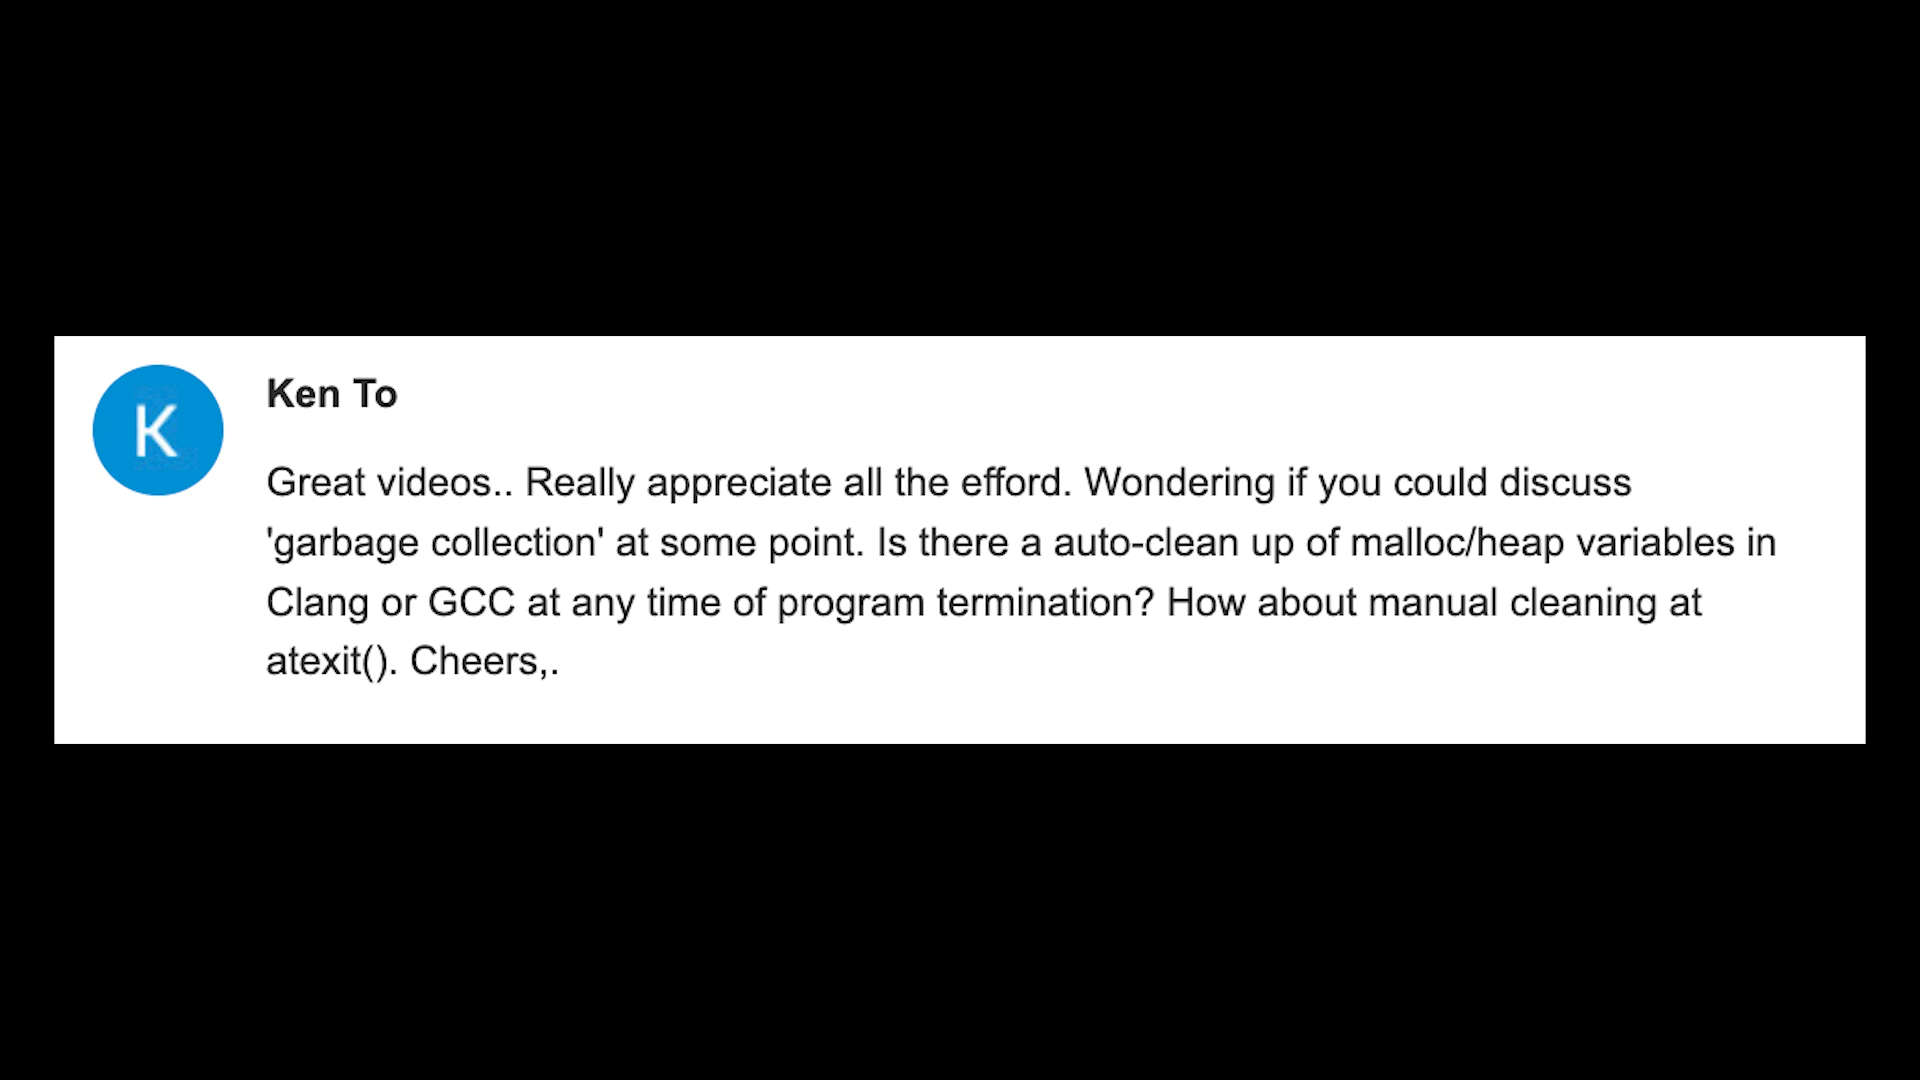 K
Ken To
Great videos.. Really appreciate all the efford. Wondering if you could discuss
'garbage collection' at some point. Is there a auto-clean up of malloc/heap variables in
Clang or GCC at any time of program termination? How about manual cleaning at
atexit(). Cheers,.